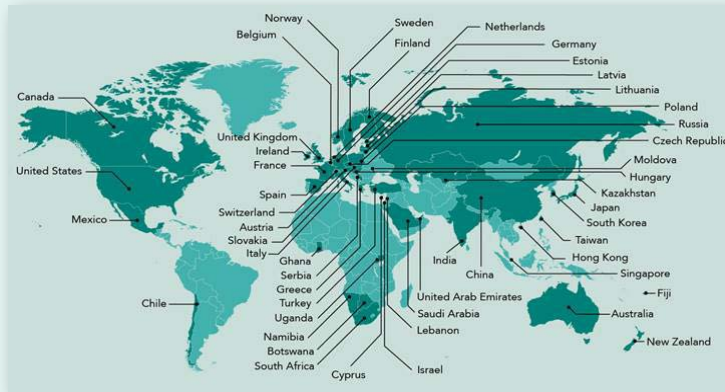 Norway
Sweden
Netherlands
Belgium
Finland
Germany
Estonia
Latvia
Lithuania
Canada
Poland
Russia
United Kingdom
Ireland
Czech Republic
France
Moldova
United States
Hungary
Spain
Kazakhstan
Switzerland
Japan
Mexico
Austria
South Korea
Slovakia
Taiwan
Italy
Ghana
India
Hong Kong
Serbia
China
Singapore
Greece
Turkey
United Arab Emirates
Fiji
Chile
Uganda
Saudi Arabia
Australia
Namibia
Lebanon
Botswana
New Zealand
South Africa
Israel
Cyprus